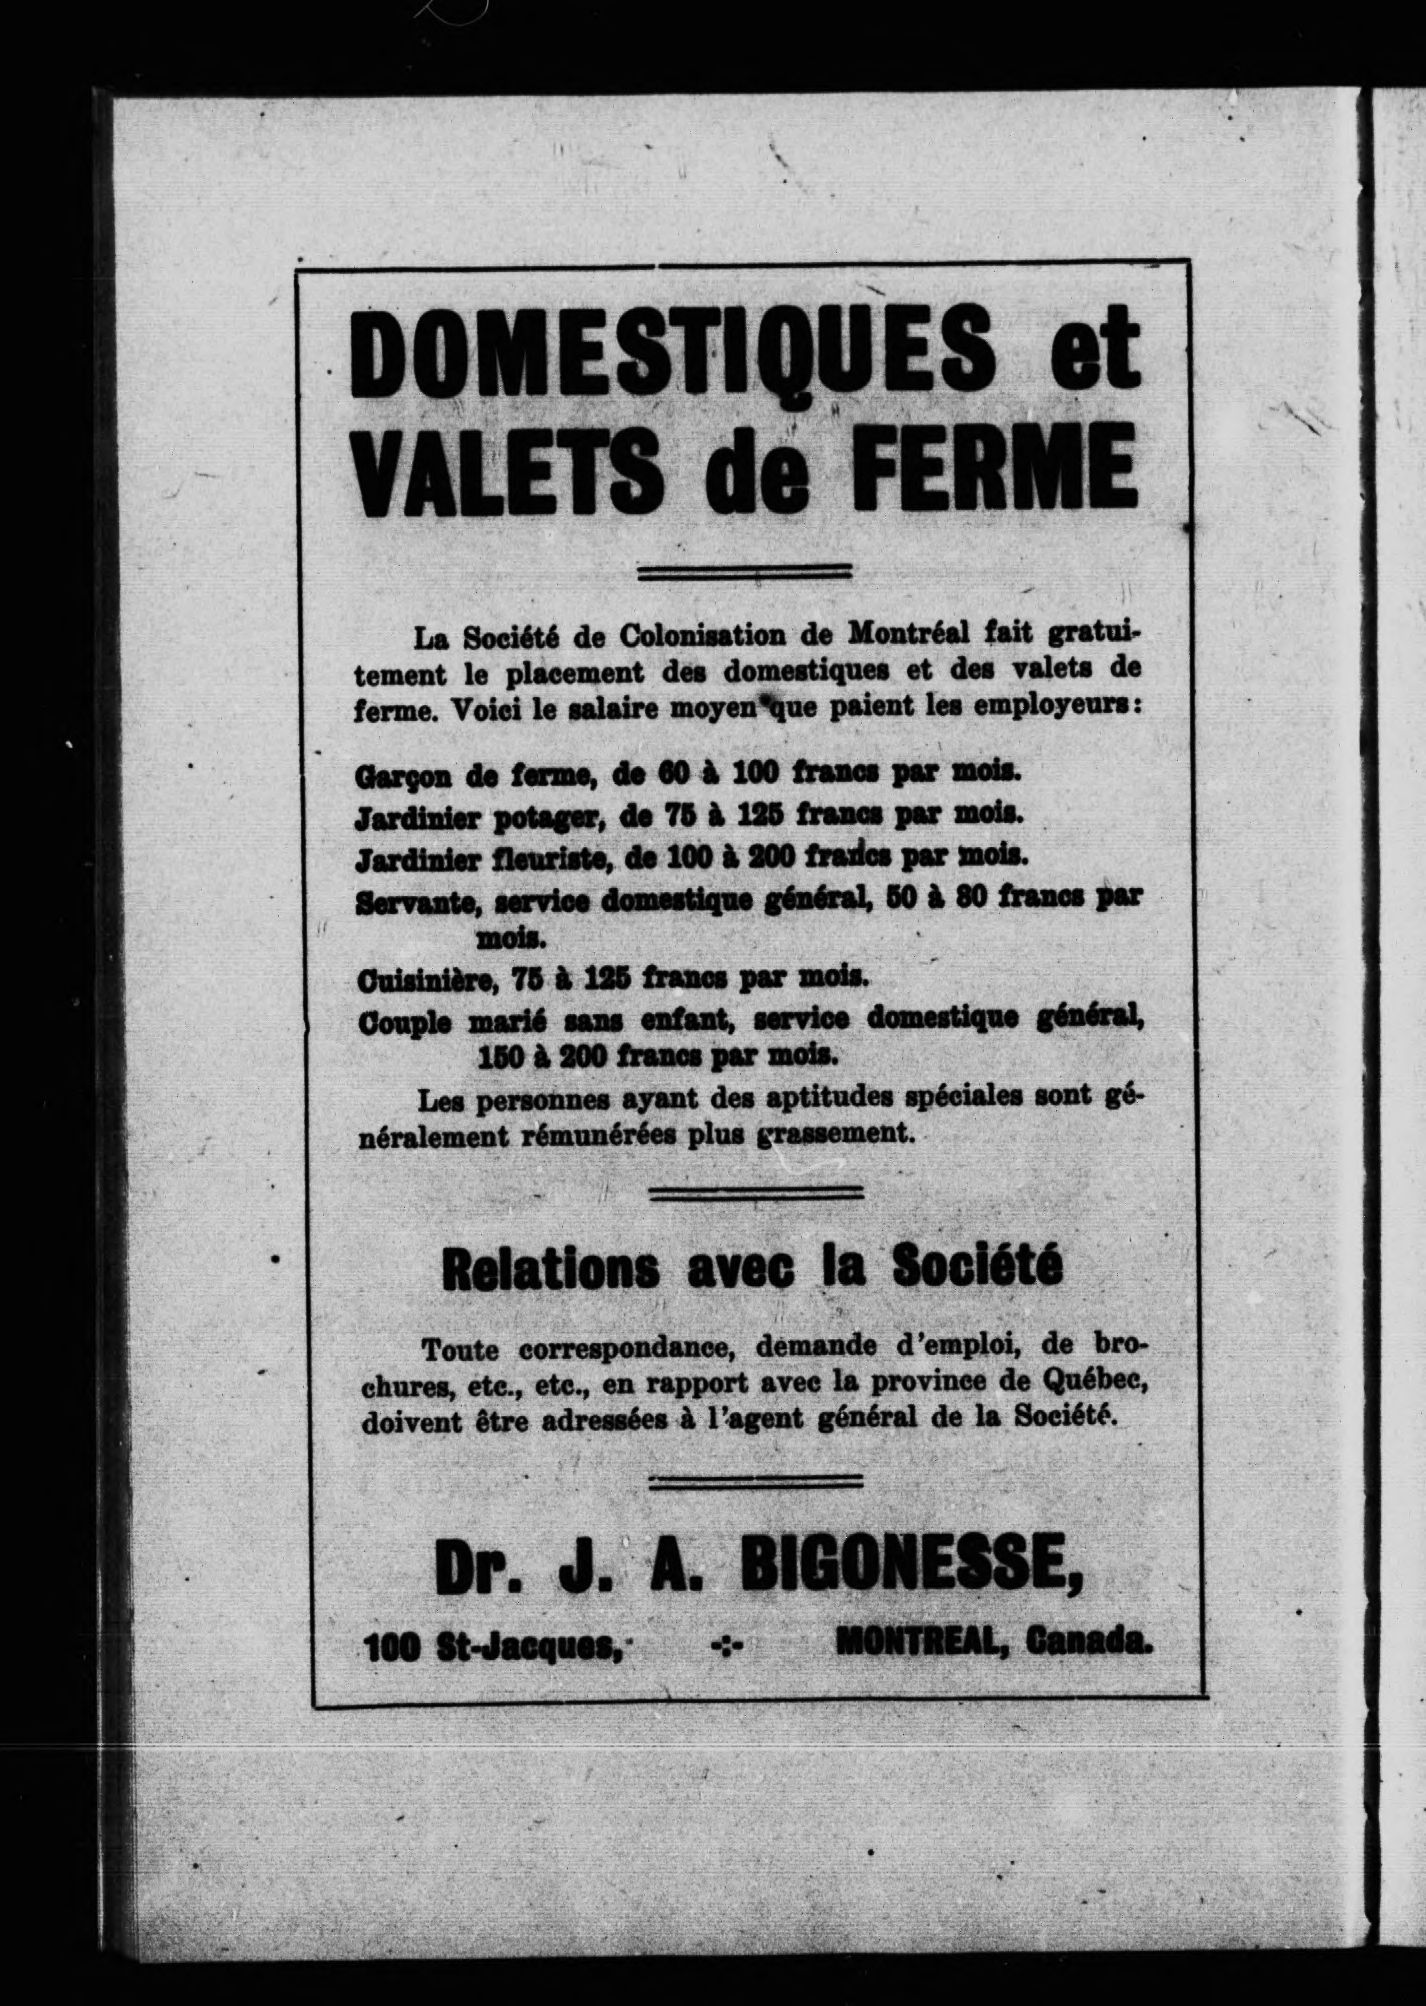 DOMESTIQUES et
VALETS de FERME
La Société de Colonisation de Montréal fait gratui-
tement le placement des domestiques et des valets de
ferme. Voici le salaire moyen que paient les employeurs:
Garçon de ferme, de 60 à 100 francs par mois.
Jardinier potager, de 75 à 125 francs par mois.
Jardinier fleuriste, de 100 à 200 francs par mois.
Servante, service domestique général, 50 à 80 francs par
mois.
Cuisinière, 75 à 125 francs par mois.
Couple marié sans enfant, service domestique général,
150 à 200 francs par mois.
Les personnes ayant des aptitudes spéciales sont gé-
néralement rémunérées plus grassement.
Relations avec la Société
Toute correspondance, demande d'emploi, de bro-
chures, etc., etc., en rapport avec la province de Québec,
doivent être adressées à l'agent général de la Société.
Dr. J. A. BIGONESSE,
100 St-Jacques, -:- MONTREAL, Canada.